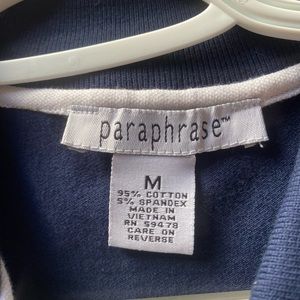 paraphrase™
M
95% COTTON
5% SPANDEX
MADE IN
VIETNAM
RN 59478
CARE ON
REVERSE